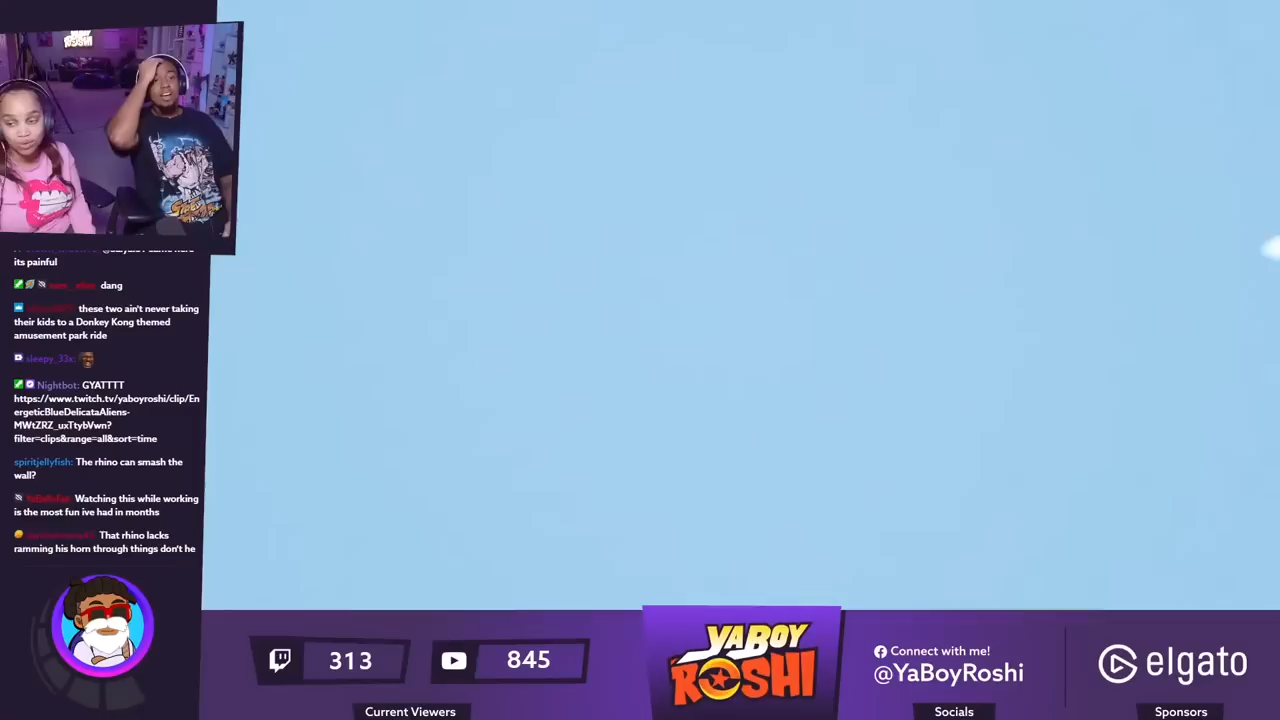 its painful
dang
these two ain't never taking
their kids to a Donkey Kong themed
amusement park ride
sleepy_33x:
Nightbot: GYATTTT
https://www.twitch.tv/yaboyroshi/clip/En
ergeticBlueDelicataAliens-
MWtZRZ_uxTtybVwn?
filter=clips&range=all&sort=time
spiritjellyfish: The rhino can smash the
wall?
Watching this while working
is the most fun ive had in months
That rhino lacks
ramming his horn through things don't he
313
845
Current Viewers
YABOY
ROSHI
Connect with me!
@YaBoyRoshi
Socials
elgato
Sponsors